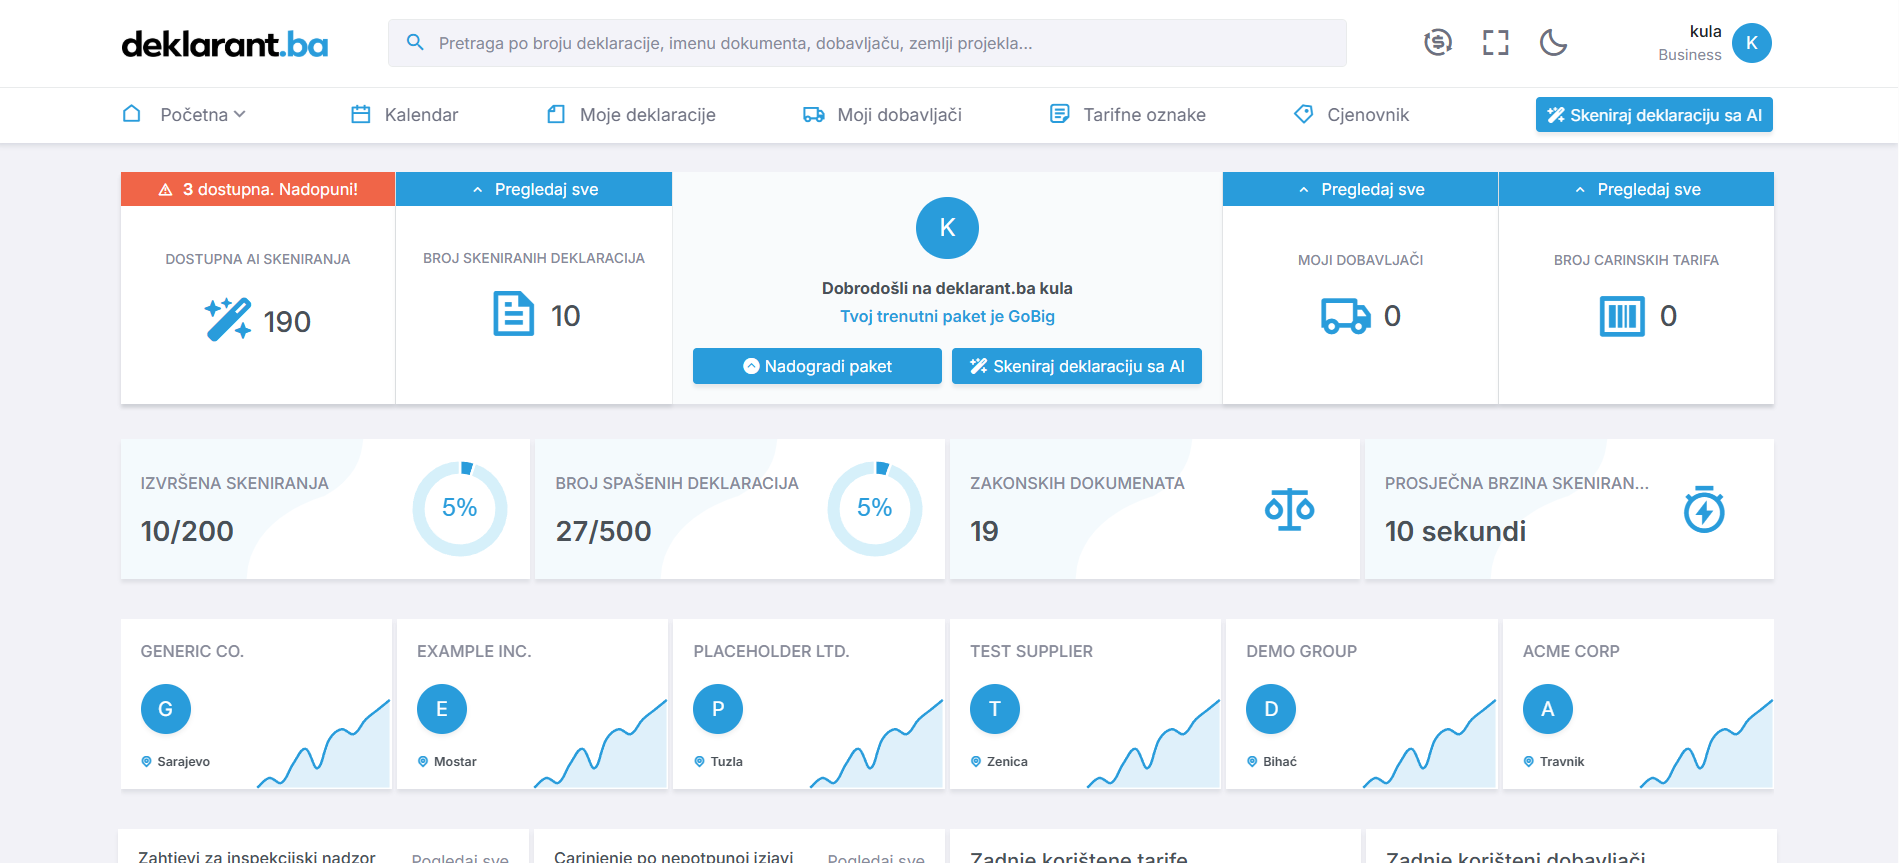 deklarant.ba
Pretraga po broju deklaracije, imenu dokumenta, dobavljaču, zemlji projekla...
kula
Business
K
Početna
Kalendar
Moje deklaracije
Moji dobavljači
Tarifne oznake
Cjenovnik
Skeniraj deklaraciju sa AI
3 dostupna. Nadopuni!
Pregledaj sve
Pregledaj sve
Pregledaj sve
DOSTUPNA AI SKENIRANJA
190
BROJ SKENIRANIH DEKLARACIJA
10
K
Dobrodošli na deklarant.ba kula
Tvoj trenutni paket je GoBig
Nadogradi paket
Skeniraj deklaraciju sa AI
MOJI DOBAVLJAČI
0
BROJ CARINSKIH TARIFA
0
IZVRŠENA SKENIRANJA
10/200
5%
BROJ SPAŠENIH DEKLARACIJA
27/500
5%
ZAKONSKIH DOKUMENATA
19
PROSJEČNA BRZINA SKENIRAN...
10 sekundi
GENERIC CO.
G
Sarajevo
EXAMPLE INC.
E
Mostar
PLACEHOLDER LTD.
P
Tuzla
TEST SUPPLIER
T
Zenica
DEMO GROUP
D
Bihać
ACME CORP
A
Travnik
Zahtjevi za inspekcijski nadzor
Pogledaj sve
Carinjenje po nepotpunoj izjavi
Pogledaj sve
Zadnje korištene tarife
Zadnje korišteni dobavljači